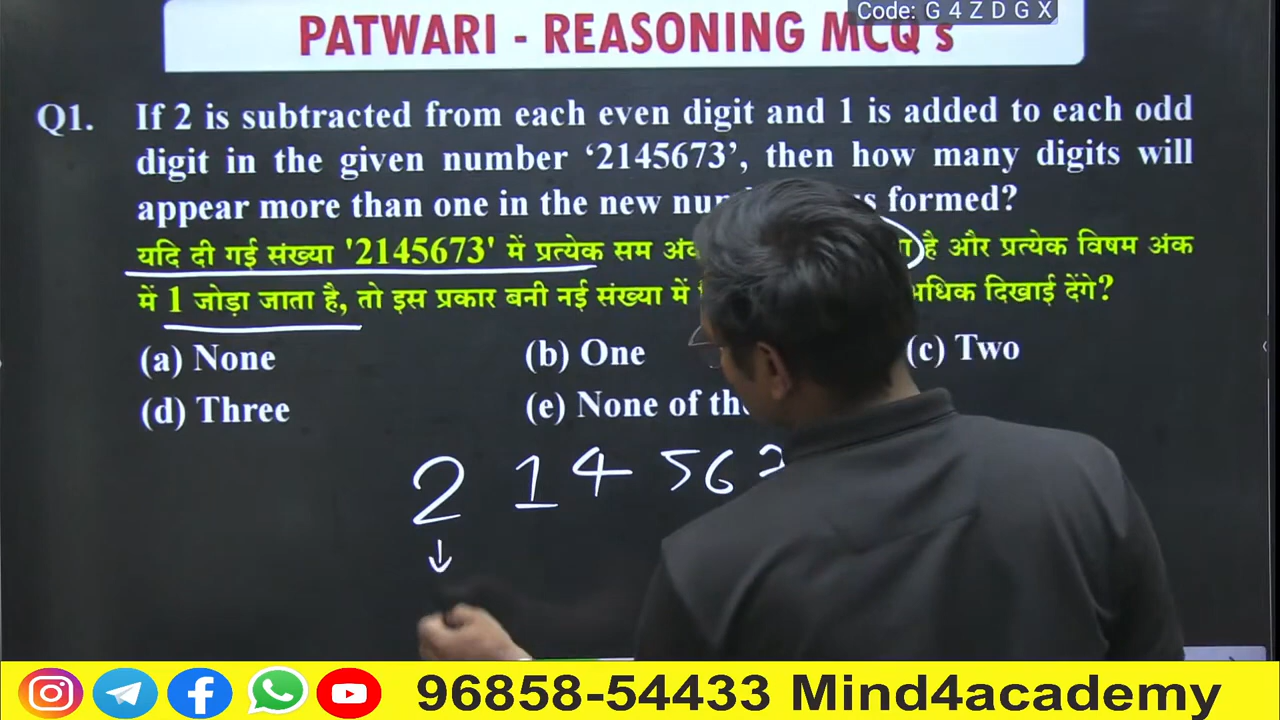 Code: G 4 Z D G X
PATWARI - REASONING MCQ's
Q1. If 2 is subtracted from each even digit and 1 is added to each odd
digit in the given number ‘2145673’, then how many digits will
appear more than one in the new formed?
यदि दी गई संख्या '2145673' में प्रत्येक सम है और प्रत्येक विषम अंक
में 1 जोड़ा जाता है, तो इस प्रकार बनी नई संख्या में अधिक दिखाई देंगे?
(a) None (b) One (c) Two
(d) Three (e) None of
2 1 4 5 6
96858-54433 Mind4academy